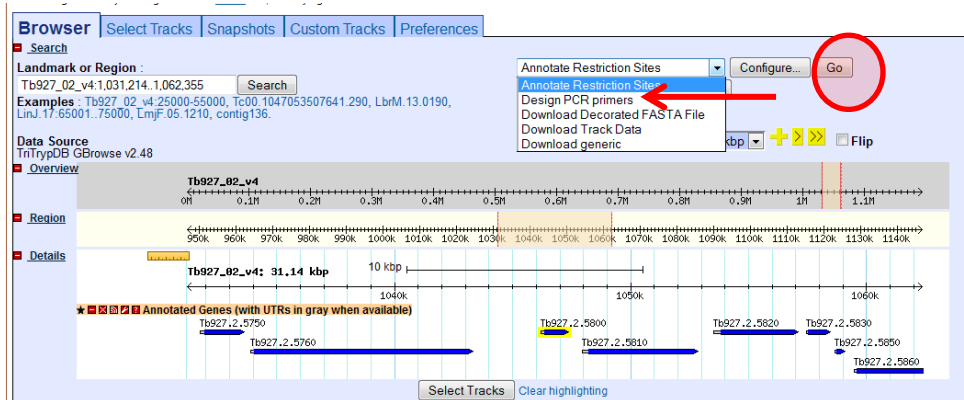 Browser Select Tracks Snapshots Custom Tracks Preferences
Search
Landmark or Region :
Tb927_02_v4:1,031,214..1,062,355 Search
Annotate Restriction Sites Configure... Go
Examples : Tb927_02_v4:25000-55000, Tc00.1047053507641.290, LbrM.13.0190,
LinJ.17:65001..75000, LmjF.05.1210, contig136.
Annotate Restriction Sites
Design PCR primers
Download Decorated FASTA File
Download Track Data
Download generic
Data Source
TriTrypDB GBrowse v2.48
kbp + > >> Flip
Overview
Tb927_02_v4
0M 0.1M 0.2M 0.3M 0.4M 0.5M 0.6M 0.7M 0.8M 0.9M 1M 1.1M
Region
950k 960k 970k 980k 990k 1000k 1010k 1020k 1030k 1040k 1050k 1060k 1070k 1080k 1090k 1100k 1110k 1120k 1130k 1140k
Details
Tb927_02_v4: 31.14 kbp 10 kbp
1040k 1050k 1060k
Annotated Genes (with UTRs in gray when available)
Tb927.2.5750 Tb927.2.5800 Tb927.2.5820 Tb927.2.5830
Tb927.2.5760 Tb927.2.5810 Tb927.2.5850
Tb927.2.5860
Select Tracks Clear highlighting